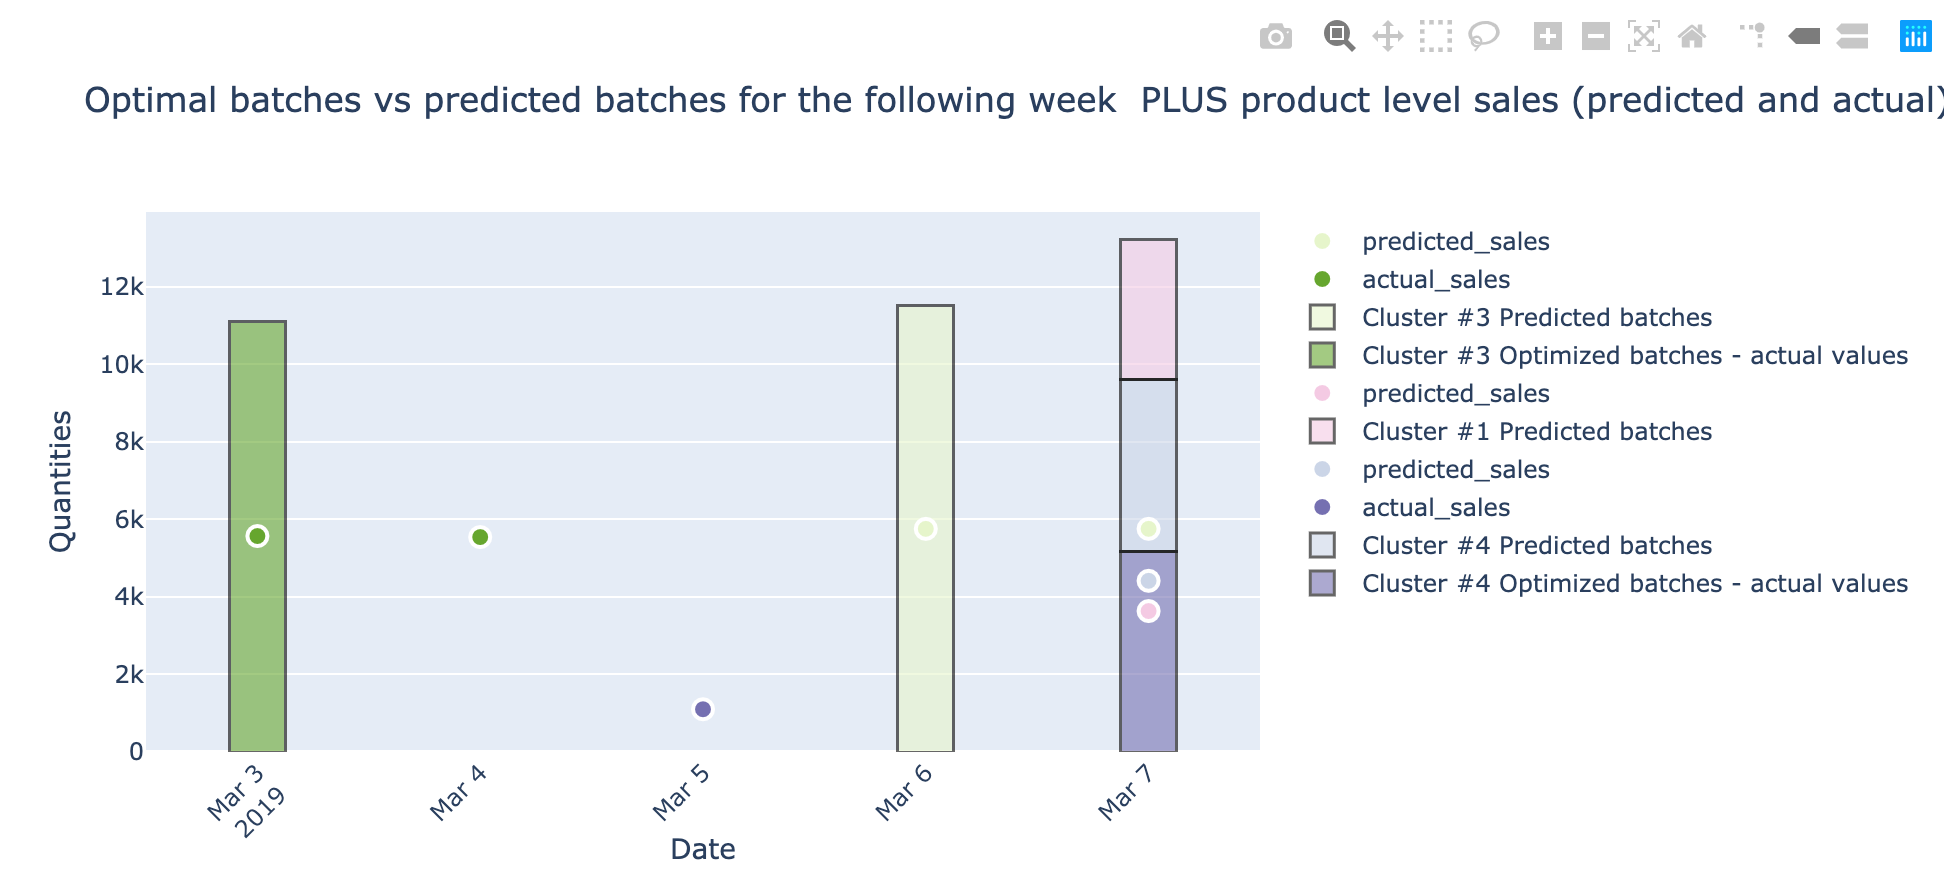 Optimal batches vs predicted batches for the following week  PLUS product level sales (predicted and actual)
12k
10k
8k
6k
4k
2k
0
Quantities
Mar 3
2019
Mar 4
Mar 5
Mar 6
Mar 7
Date
predicted_sales
actual_sales
Cluster #3 Predicted batches
Cluster #3 Optimized batches - actual values
predicted_sales
Cluster #1 Predicted batches
predicted_sales
actual_sales
Cluster #4 Predicted batches
Cluster #4 Optimized batches - actual values